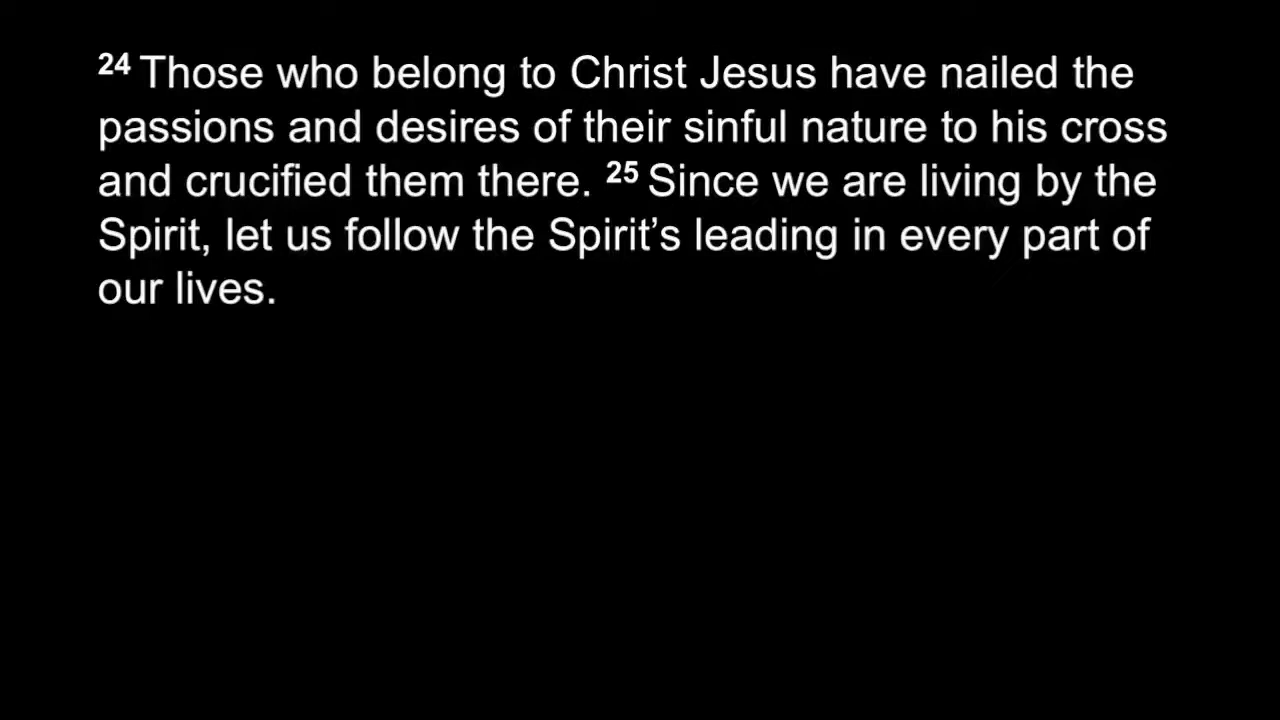 24 Those who belong to Christ Jesus have nailed the
passions and desires of their sinful nature to his cross
and crucified them there. 25 Since we are living by the
Spirit, let us follow the Spirit’s leading in every part of
our lives.